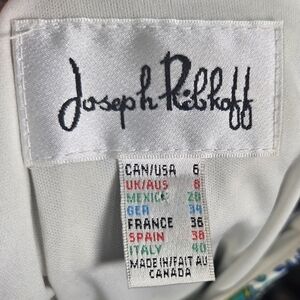 Joseph Ribkoff
CAN/USA 6
UK/AUS 8
MEXICO 26
GER 34
FRANCE 36
SPAIN 38
ITALY 40
MADE IN/FAIT AU
CANADA